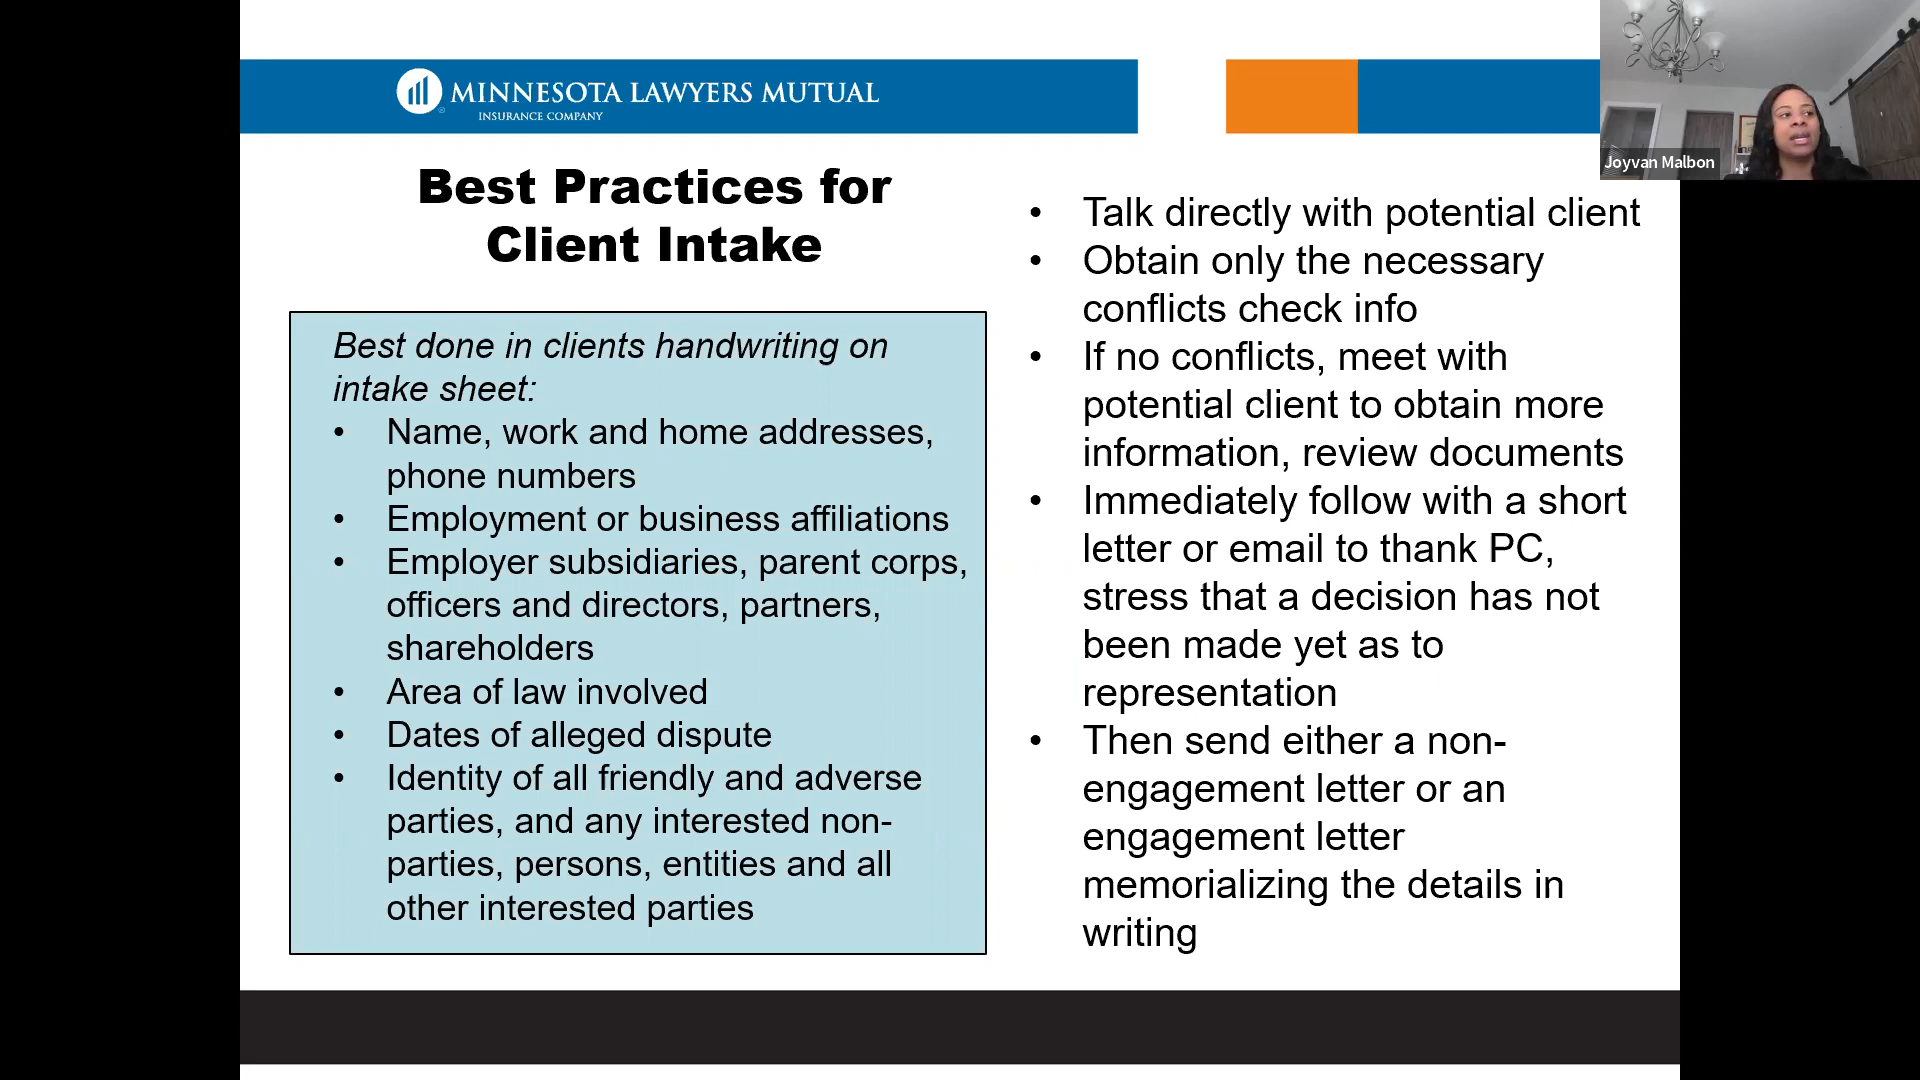 MINNESOTA LAWYERS MUTUAL
INSURANCE COMPANY
Joyvan Malbon
Best Practices for
Client Intake
Best done in clients handwriting on
intake sheet:
• Name, work and home addresses,
phone numbers
• Employment or business affiliations
• Employer subsidiaries, parent corps,
officers and directors, partners,
shareholders
• Area of law involved
• Dates of alleged dispute
• Identity of all friendly and adverse
parties, and any interested non-
parties, persons, entities and all
other interested parties
• Talk directly with potential client
• Obtain only the necessary
conflicts check info
• If no conflicts, meet with
potential client to obtain more
information, review documents
• Immediately follow with a short
letter or email to thank PC,
stress that a decision has not
been made yet as to
representation
• Then send either a non-
engagement letter or an
engagement letter
memorializing the details in
writing